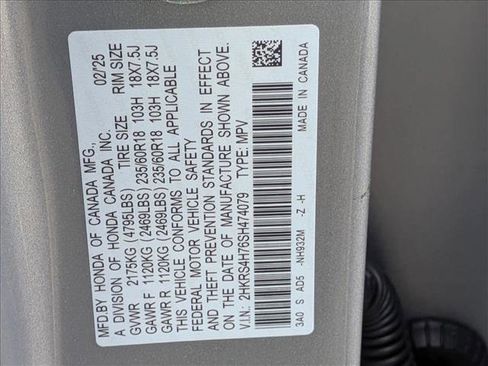 MFD.BY HONDA OF CANADA MFG., 02/25
A DIVISION OF HONDA CANADA INC.
GVWR 2175KG (4795LBS) TIRE SIZE RIM SIZE
GAWR F 1120KG (2469LBS) 235/60R18 103H 18X7.5J
GAWR R 1120KG (2469LBS) 235/60R18 103H 18X7.5J
THIS VEHICLE CONFORMS TO ALL APPLICABLE
FEDERAL MOTOR VEHICLE SAFETY
AND THEFT PREVENTION STANDARDS IN EFFECT
ON THE DATE OF MANUFACTURE SHOWN ABOVE.
V.I.N.: 2HKRS4H76SH474079 TYPE: MPV
3A0 S AD5 -NH932M -Z -H
MADE IN CANADA